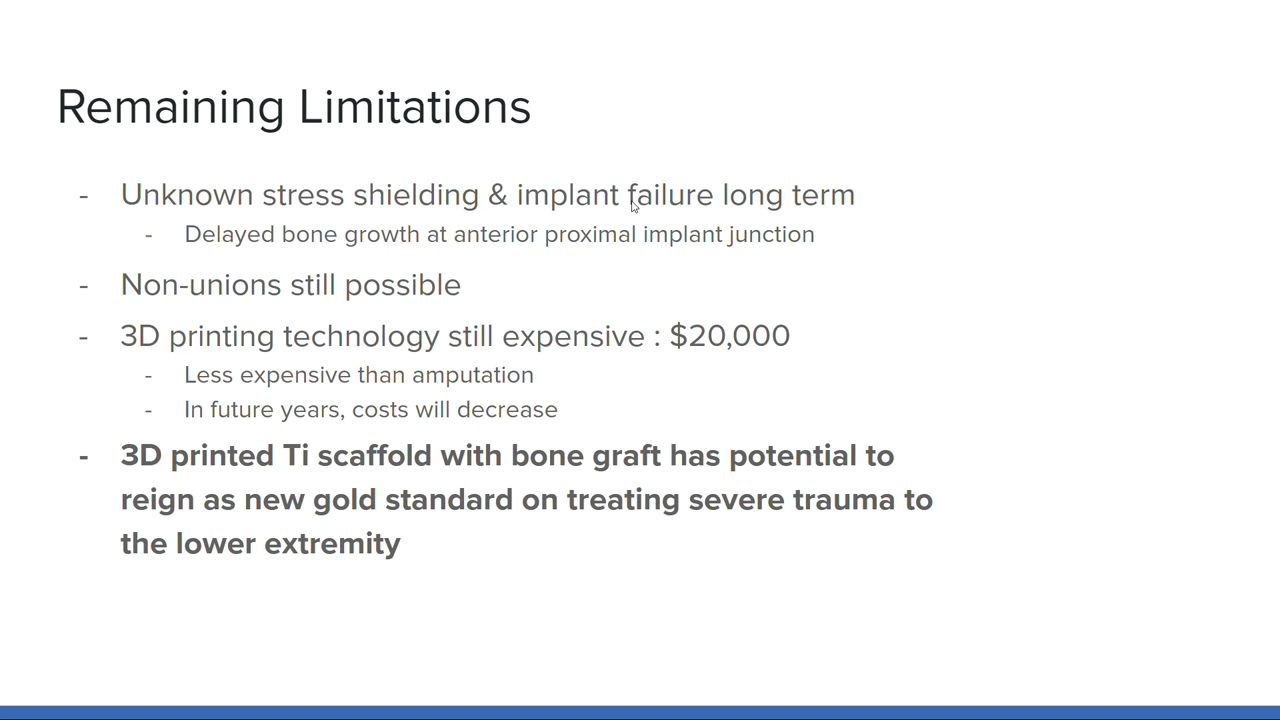 Remaining Limitations
- Unknown stress shielding & implant failure long term
- Delayed bone growth at anterior proximal implant junction
- Non-unions still possible
- 3D printing technology still expensive : $20,000
- Less expensive than amputation
- In future years, costs will decrease
- 3D printed Ti scaffold with bone graft has potential to
reign as new gold standard on treating severe trauma to
the lower extremity